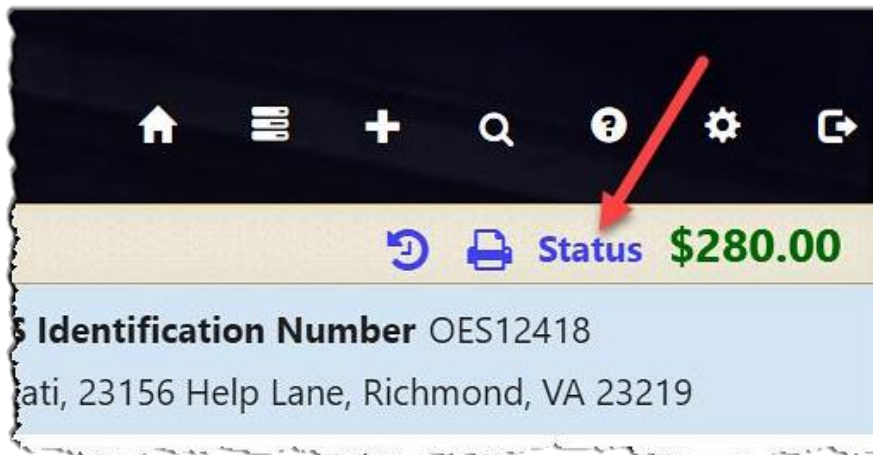 Status $280.00
Identification Number OES12418
23156 Help Lane, Richmond, VA 23219